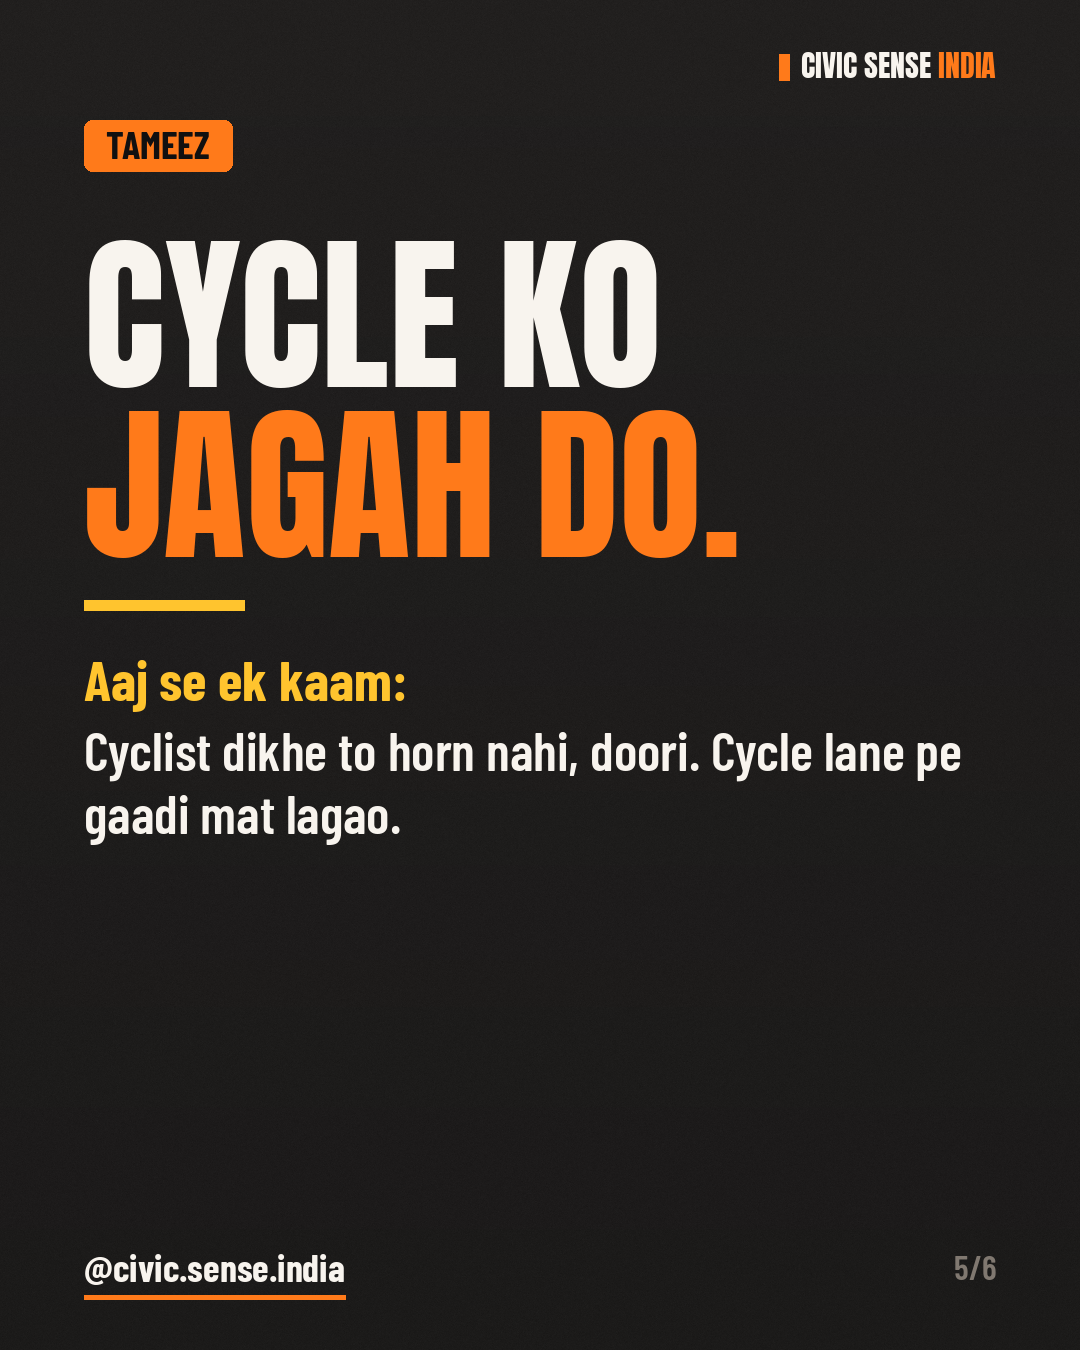 CIVIC SENSE INDIA
TAMEEZ
CYCLE KO
JAGAH DO.
Aaj se ek kaam:
Cyclist dikhe to horn nahi, doori. Cycle lane pe
gaadi mat lagao.
@civic.sense.india
5/6